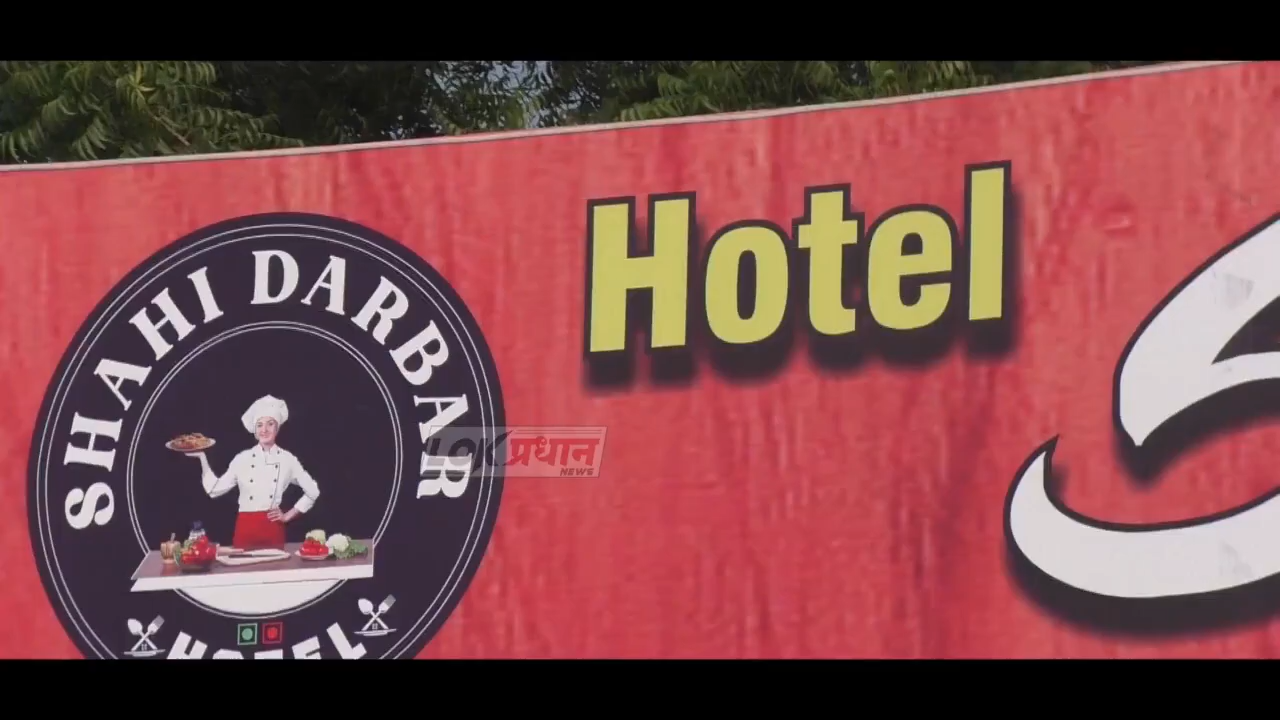 SHAHI DARBAR
HOTEL
Hotel
S
LOKप्रधान
NEWS